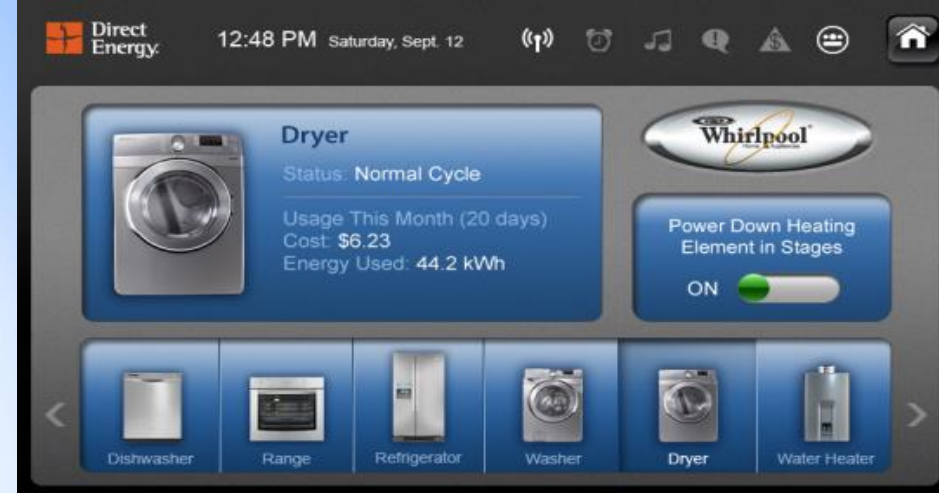 Direct
Energy.
12:48 PM Saturday, Sept. 12
Dryer
Status: Normal Cycle
Usage This Month (20 days)
Cost: $6.23
Energy Used: 44.2 kWh
Whirlpool
Home Appliances
Power Down Heating
Element in Stages
ON
Dishwasher
Range
Refrigerator
Washer
Dryer
Water Heater